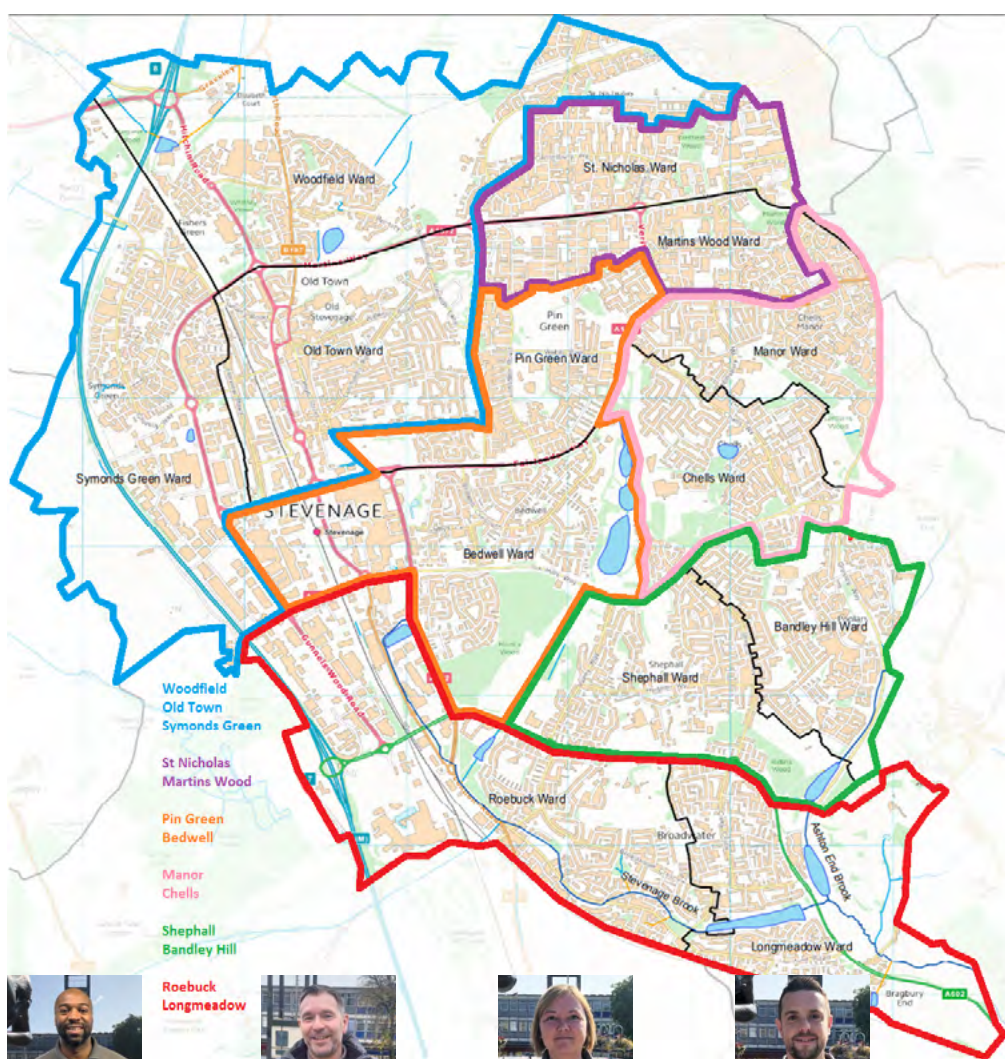 St. Nicholas Ward
Woodfield Ward
Fishers
Green
Hitchin Road
Martins Wood Ward
Old Town
Old
Stevenage
Old Town Ward
Pin
Green
Pin Green Ward
Chells
Manor
Manor Ward
Symonds
Green
Symonds Green Ward
Chells
Chells Ward
STEVENAGE
Stevenage
Bedwell
Bedwell Ward
Bandley Hill Ward
Shephall
Shephall Ward
Gunnels Wood Road
Woodfield
Old Town
Symonds Green
St Nicholas
Martins Wood
Pin Green
Bedwell
Manor
Chells
Shephall
Bandley Hill
Roebuck
Longmeadow
Roebuck Ward
Broadwater
Aston End Brook
Stevenage Brook
Longmeadow Ward
Bragbury
End
A602